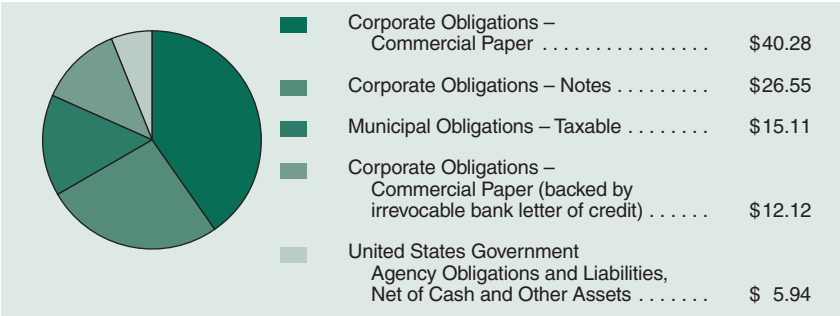 Corporate Obligations –
Commercial Paper . . . . . . . . . . . . . . . . $40.28
Corporate Obligations – Notes . . . . . . . . . $26.55
Municipal Obligations – Taxable . . . . . . . . $15.11
Corporate Obligations –
Commercial Paper (backed by
irrevocable bank letter of credit) . . . . . . $12.12
United States Government
Agency Obligations and Liabilities,
Net of Cash and Other Assets . . . . . . . $ 5.94